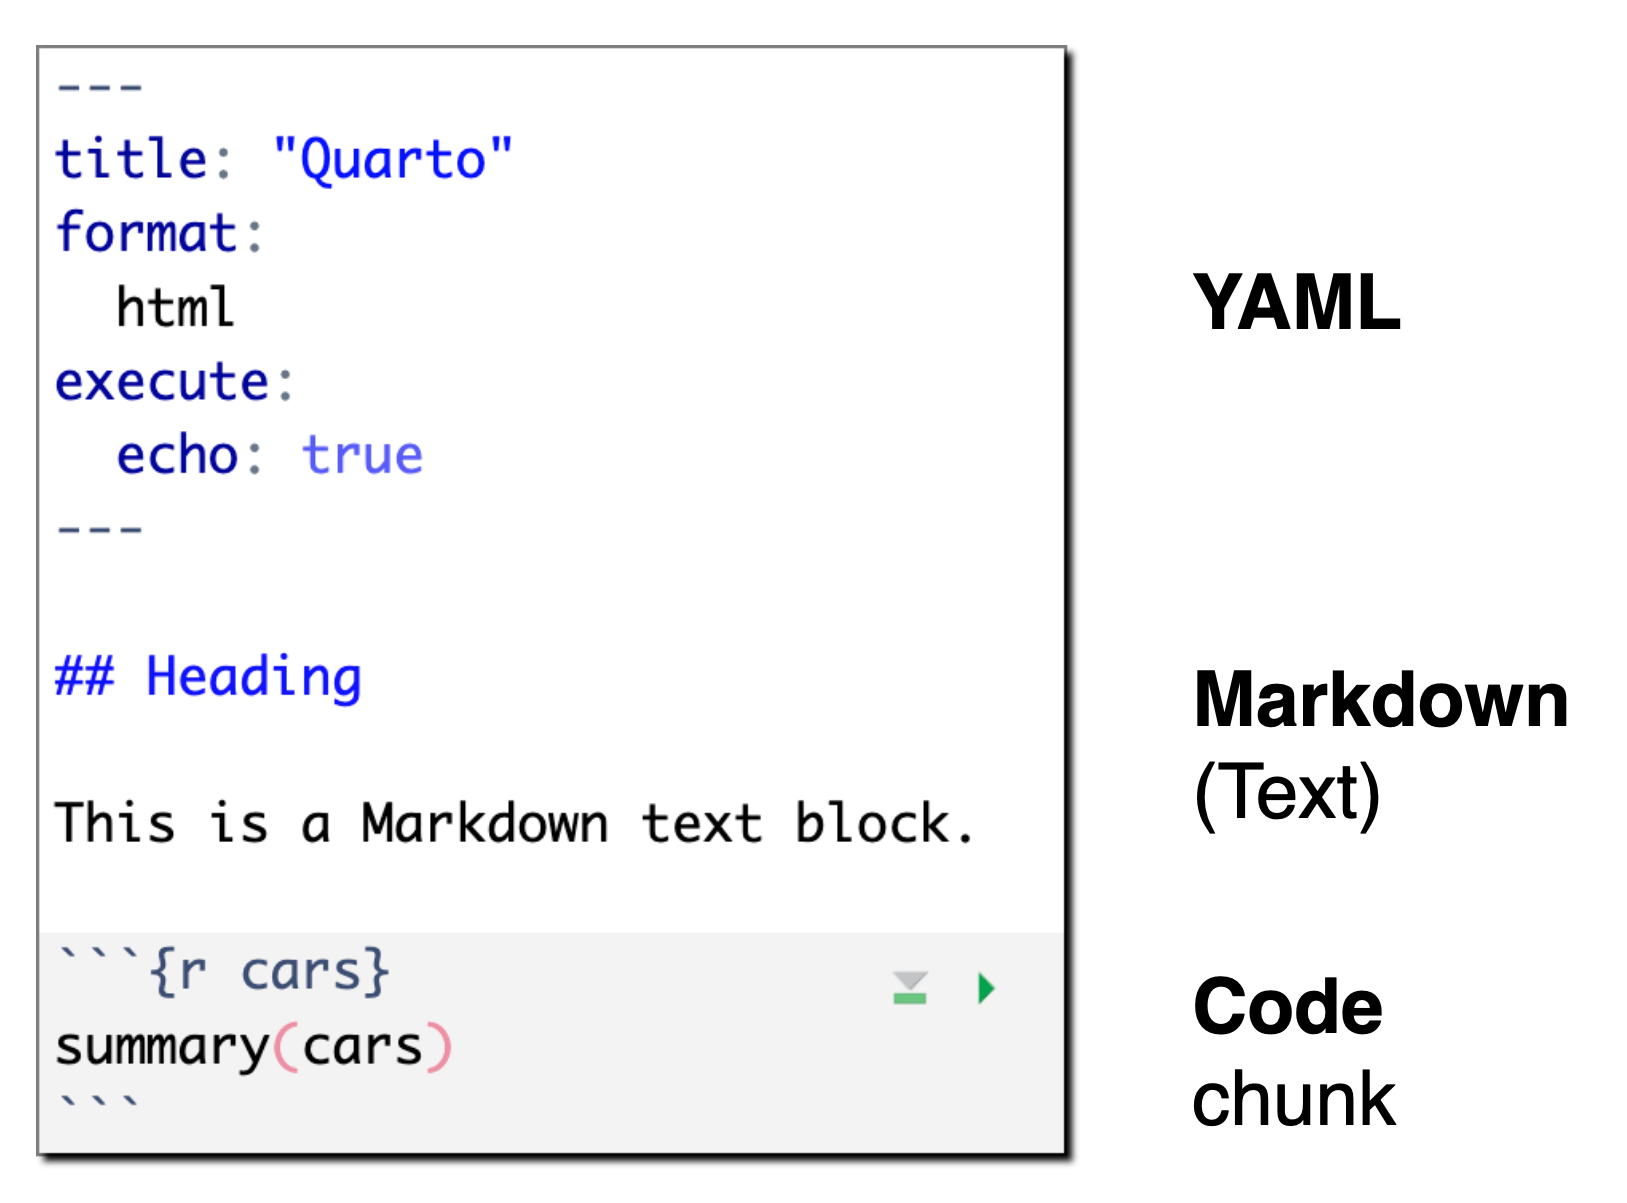 ---
title: "Quarto"
format:
  html
execute:
  echo: true
---
## Heading
This is a Markdown text block.
```{r cars}
summary(cars)
```
YAML
Markdown
(Text)
Code
chunk